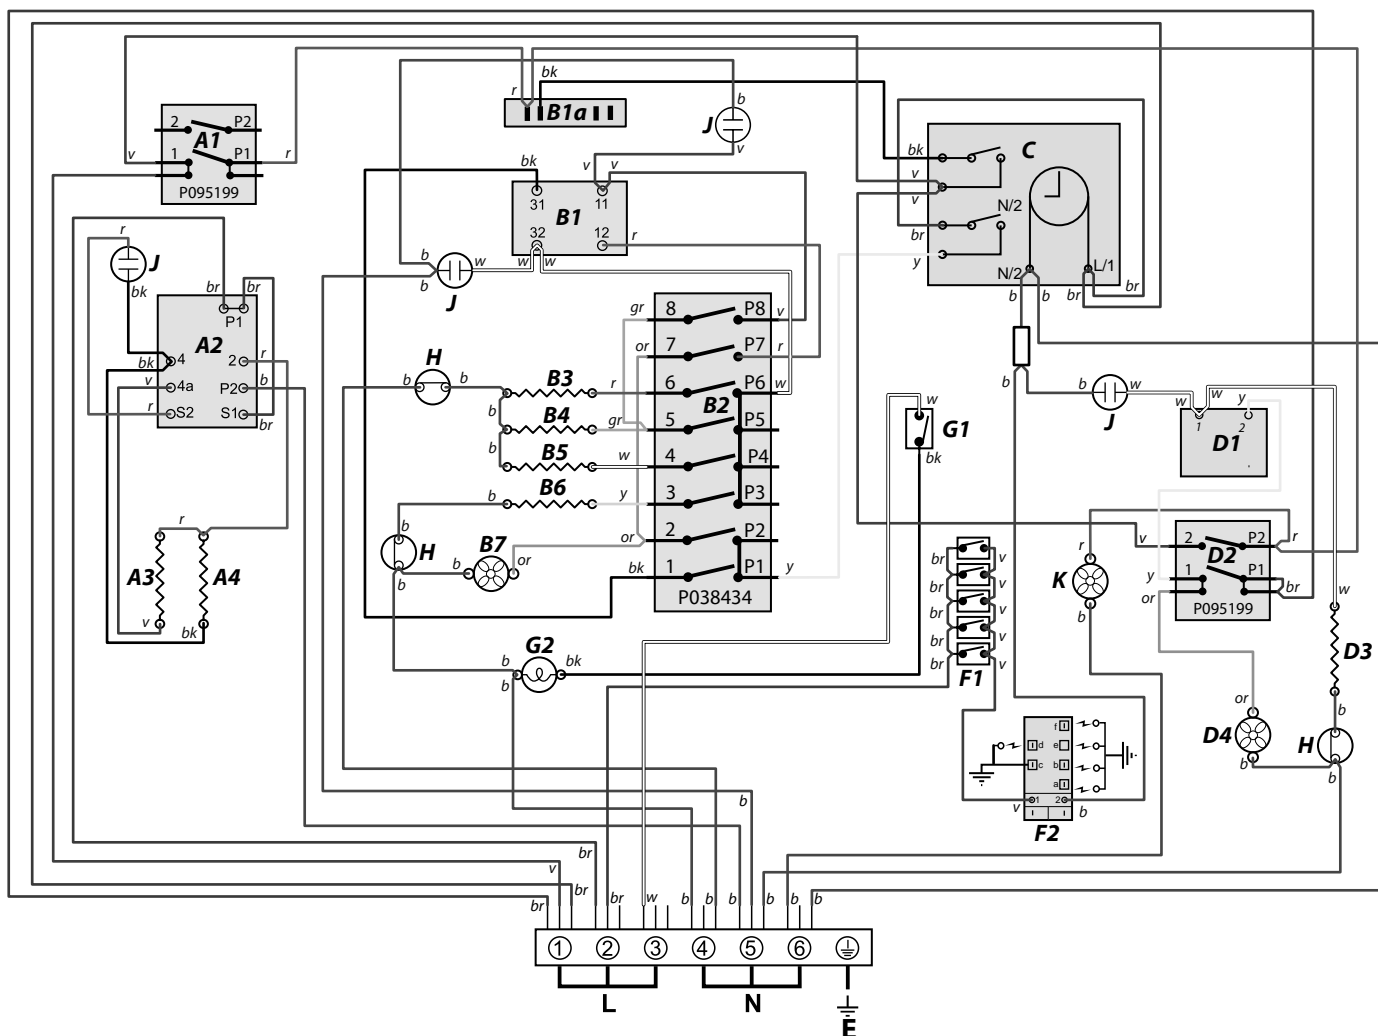 bk
b
r
B1a
J
v
2
P2
A1
1
P1
v
r
P095199
bk
C
v
v
N/2
br
y
N/2
L/1
b
b
br
br
bk
v
v
31
11
B1
32
12
r
b
w
w
w
b
J
r
J
bk
br
br
P1
A2
4
2
r
bk
v
4a
P2
b
r
S2
S1
br
gr
8
P8
v
or
7
P7
r
H
b
b
B3
r
6
P6
w
B2
b
B4
gr
5
P5
b
B5
w
4
P4
B6
b
y
3
P3
b
or
2
P2
H
B7
b
or
b
bk
1
P1
y
P038434
w
G1
bk
b
w
w
y
J
1
2
D1
r
A3
A4
v
bk
v
2
D2
P2
r
r
K
b
y
1
P1
br
or
P095199
w
D3
b
br
v
br
v
br
v
br
v
br
v
F1
G2
b
bk
b
or
D4
H
b
b
f
d
e
c
b
a
1
2
v
b
F2
b
br
v
br
br
br
w
b
b
b
b
b
b
b
1
2
3
4
5
6
L
N
E